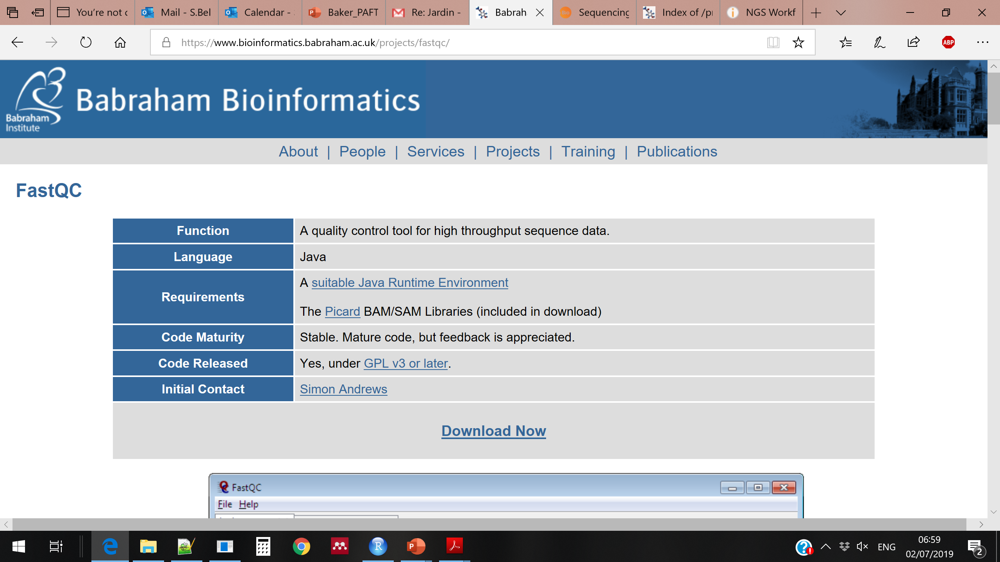 You're not c
Mail - S.Bel
Calendar -
Baker_PAFT
Re: Jardin -
Babrah
Sequencing
Index of /pr
NGS Workf
https://www.bioinformatics.babraham.ac.uk/projects/fastqc/
ABP
Babraham Bioinformatics
Babraham
Institute
About | People | Services | Projects | Training | Publications
FastQC
Function A quality control tool for high throughput sequence data.
Language Java
Requirements A suitable Java Runtime Environment
The Picard BAM/SAM Libraries (included in download)
Code Maturity Stable. Mature code, but feedback is appreciated.
Code Released Yes, under GPL v3 or later.
Initial Contact Simon Andrews
Download Now
FastQC
File Help
ENG
06:59
02/07/2019
2